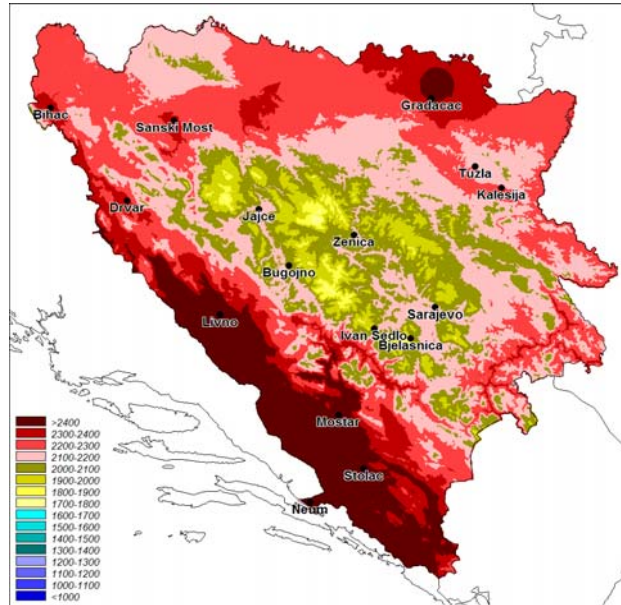 Gradacac
Bihac
Sanski Most
Tuzla
Kalesija
Drvar
Jajce
Zenica
Bugojno
Sarajevo
Livno
Ivan Sedlo
Bjelasnica
Mostar
Stolac
Neum
>2400
2300-2400
2200-2300
2100-2200
2000-2100
1900-2000
1800-1900
1700-1800
1600-1700
1500-1600
1400-1500
1300-1400
1200-1300
1100-1200
1000-1100
<1000